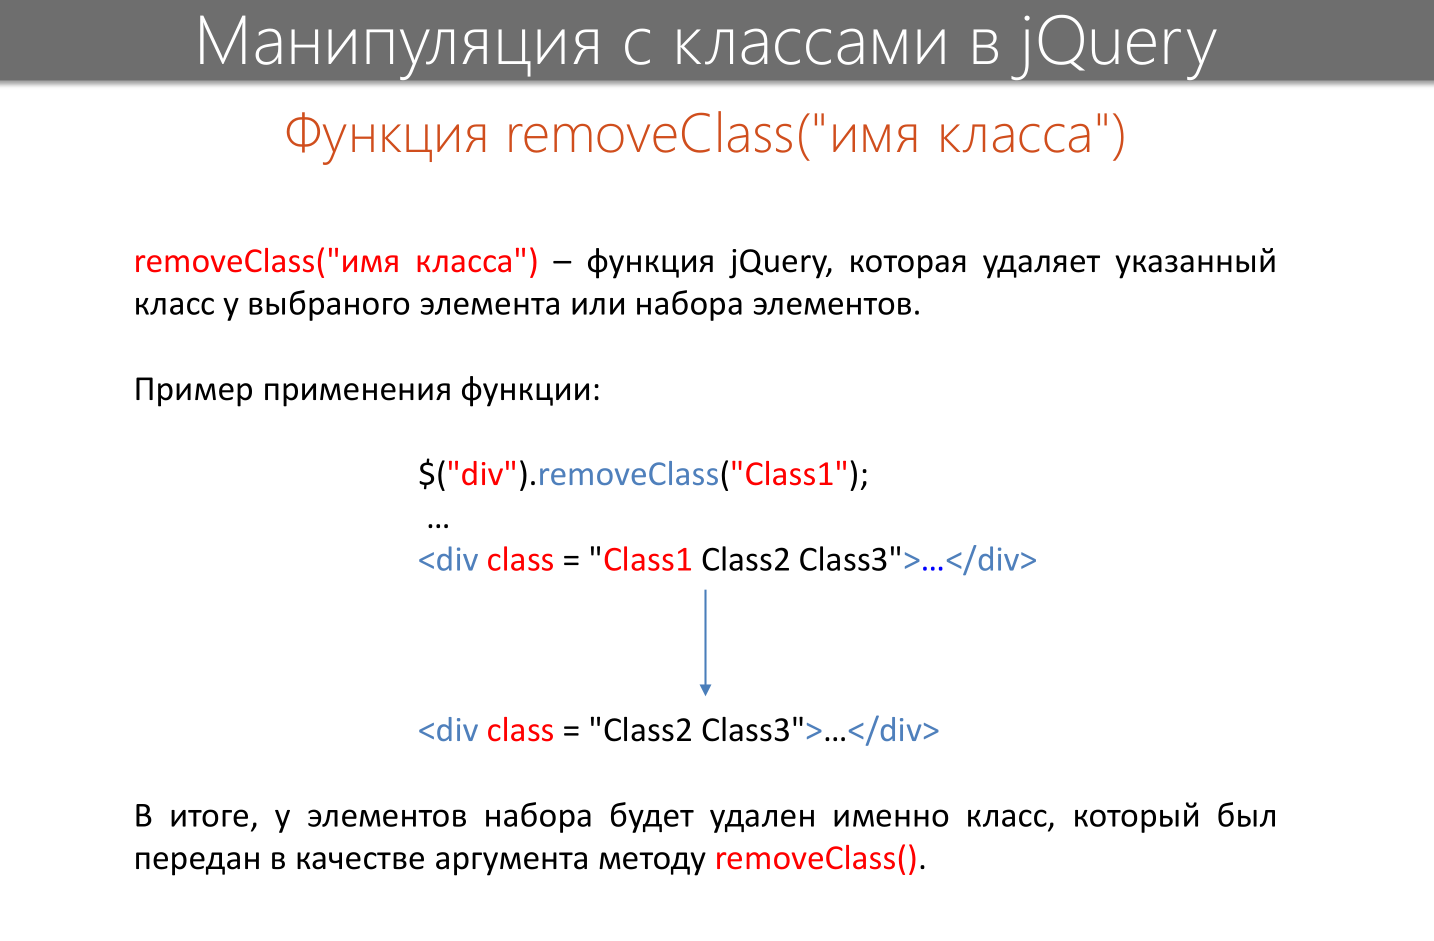 Манипуляция с классами в jQuery
Функция removeClass("имя класса")
removeClass("имя класса") – функция jQuery, которая удаляет указанный
класс у выбраного элемента или набора элементов.
Пример применения функции:
$("div").removeClass("Class1");
…
<div class = "Class1 Class2 Class3">…</div>
<div class = "Class2 Class3">…</div>
В итоге, у элементов набора будет удален именно класс, который был
передан в качестве аргумента методу removeClass().